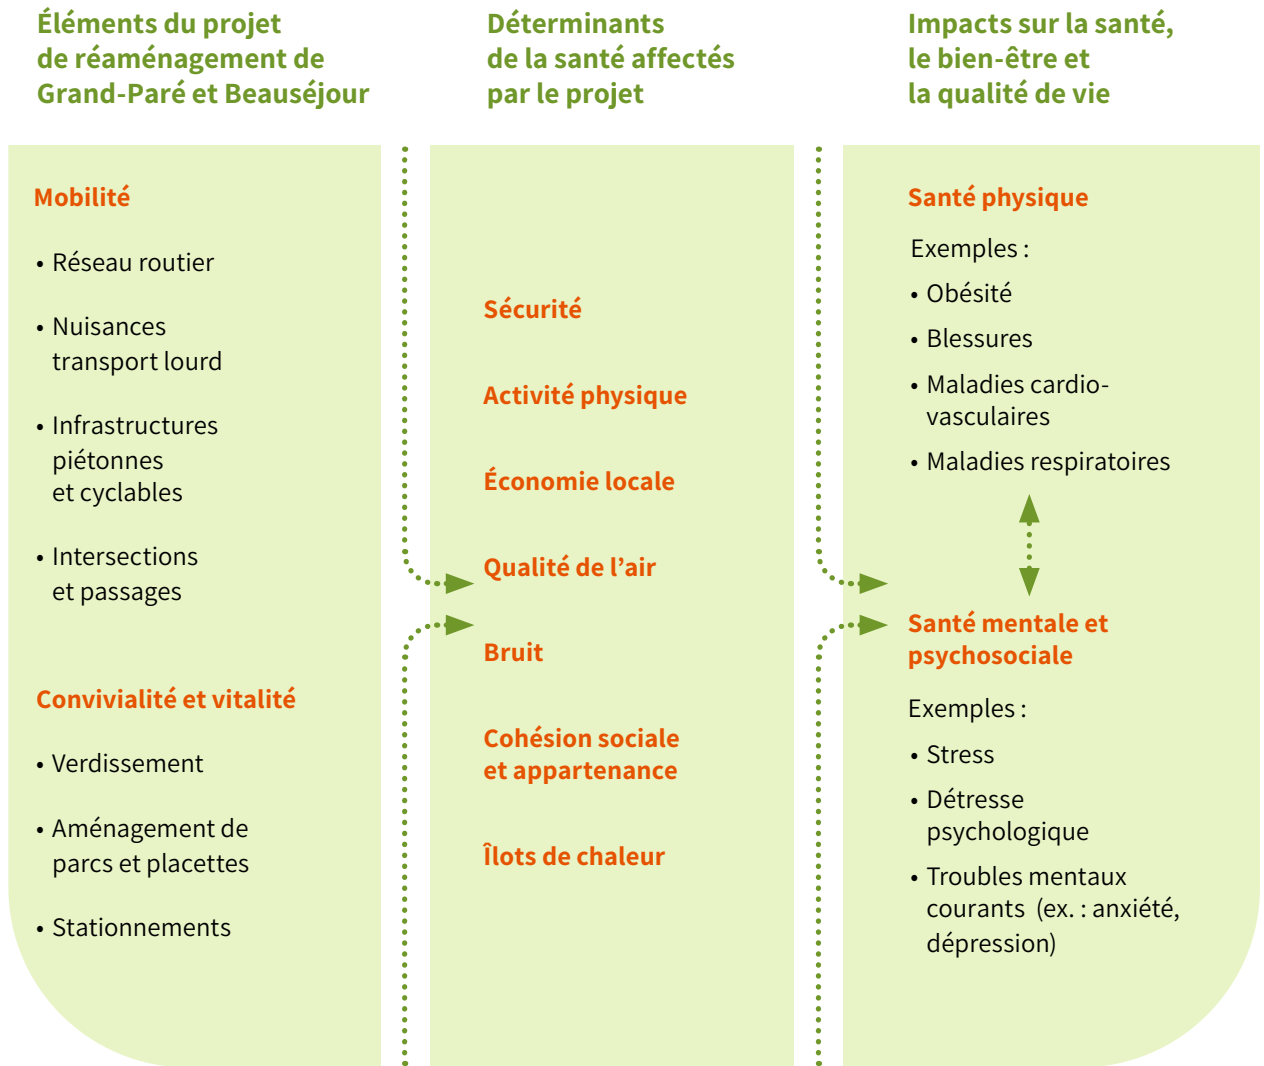 Éléments du projet
de réaménagement de
Grand-Paré et Beauséjour
Mobilité
• Réseau routier
• Nuisances
transport lourd
• Infrastructures
piétonnes
et cyclables
• Intersections
et passages
Convivialité et vitalité
• Verdissement
• Aménagement de
parcs et placettes
• Stationnements
Déterminants
de la santé affectés
par le projet
Sécurité
Activité physique
Économie locale
Qualité de l’air
Bruit
Cohésion sociale
et appartenance
Îlots de chaleur
Impacts sur la santé,
le bien-être et
la qualité de vie
Santé physique
Exemples :
• Obésité
• Blessures
• Maladies cardio-
vasculaires
• Maladies respiratoires
Santé mentale et
psychosociale
Exemples :
• Stress
• Détresse
psychologique
• Troubles mentaux
courants (ex. : anxiété,
dépression)